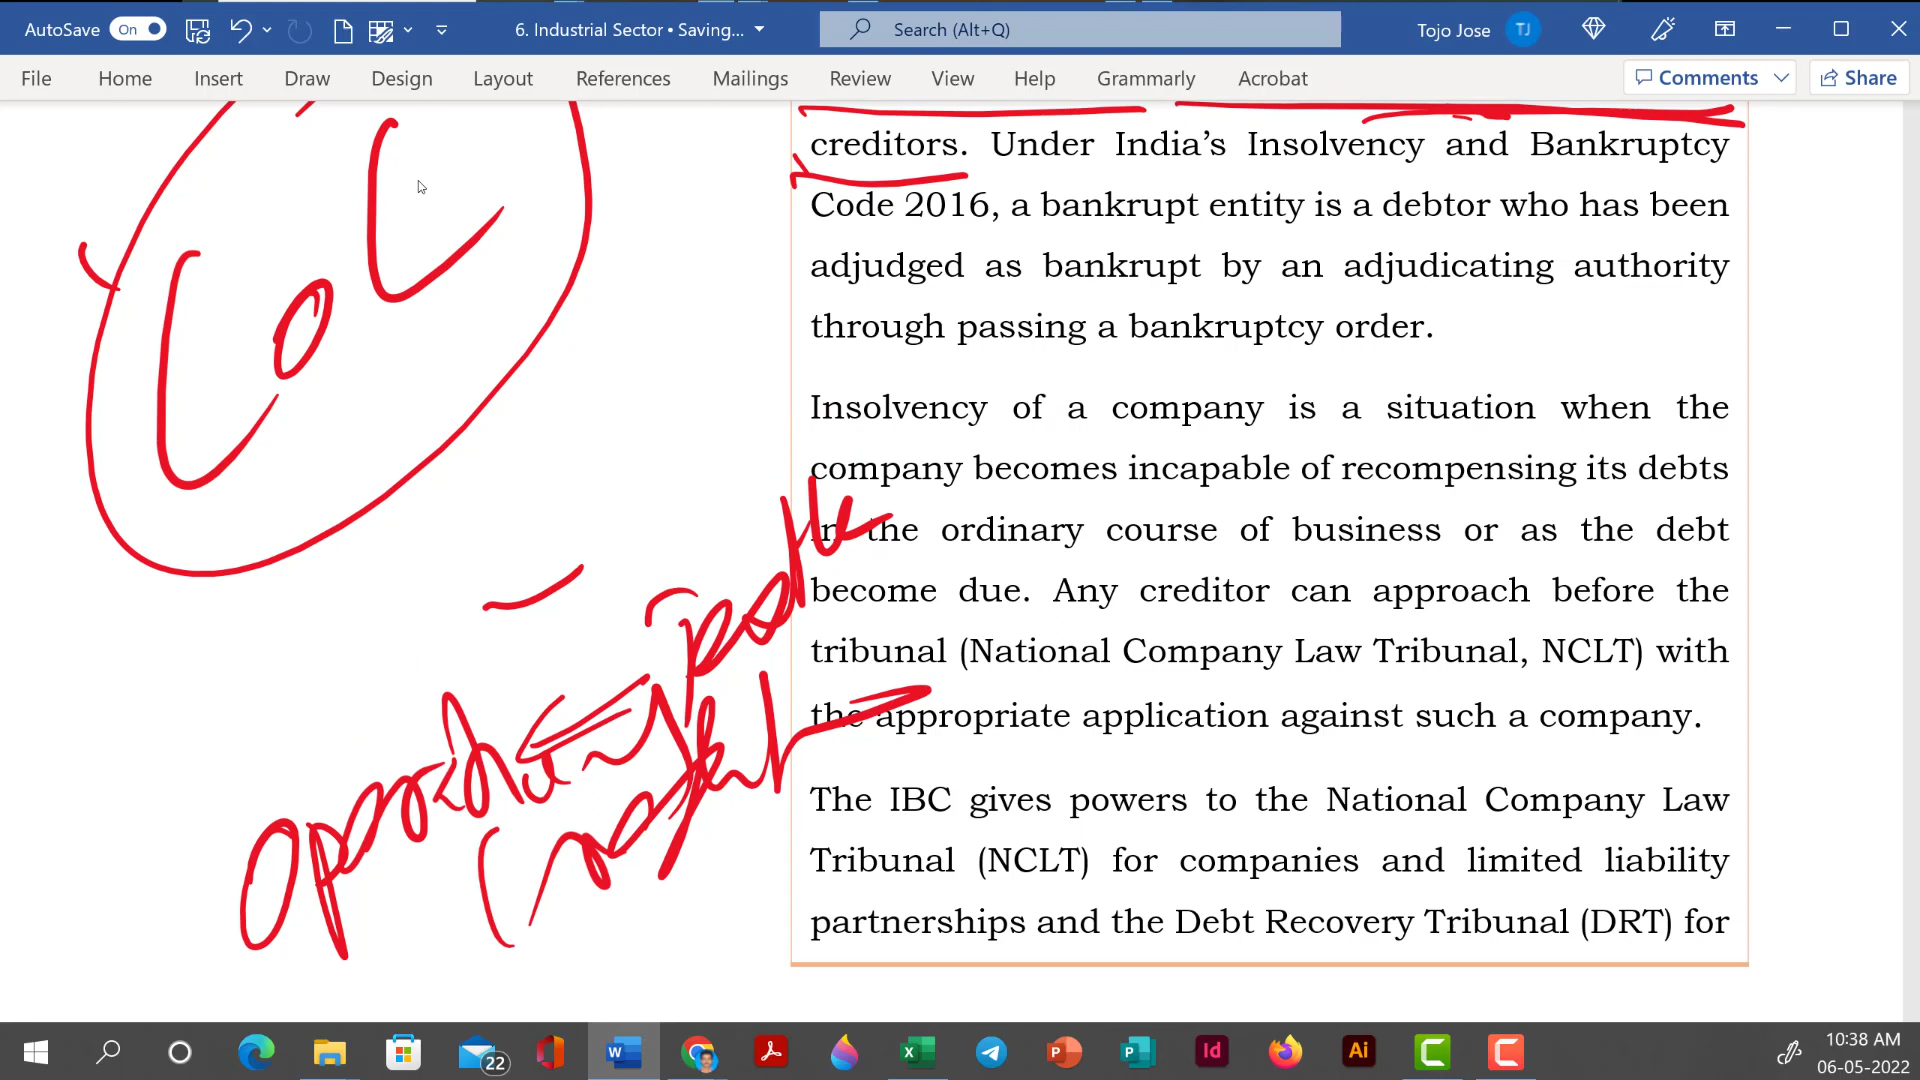 AutoSave On 6. Industrial Sector • Saving... Search (Alt+Q) Tojo Jose TJ
File Home Insert Draw Design Layout References Mailings Review View Help Grammarly Acrobat Comments Share
creditors. Under India’s Insolvency and Bankruptcy
Code 2016, a bankrupt entity is a debtor who has been
adjudged as bankrupt by an adjudicating authority
through passing a bankruptcy order.
Insolvency of a company is a situation when the
company becomes incapable of recompensing its debts
in the ordinary course of business or as the debt
become due. Any creditor can approach before the
tribunal (National Company Law Tribunal, NCLT) with
the appropriate application against such a company.
The IBC gives powers to the National Company Law
Tribunal (NCLT) for companies and limited liability
partnerships and the Debt Recovery Tribunal (DRT) for
CoC
22
10:38 AM
06-05-2022